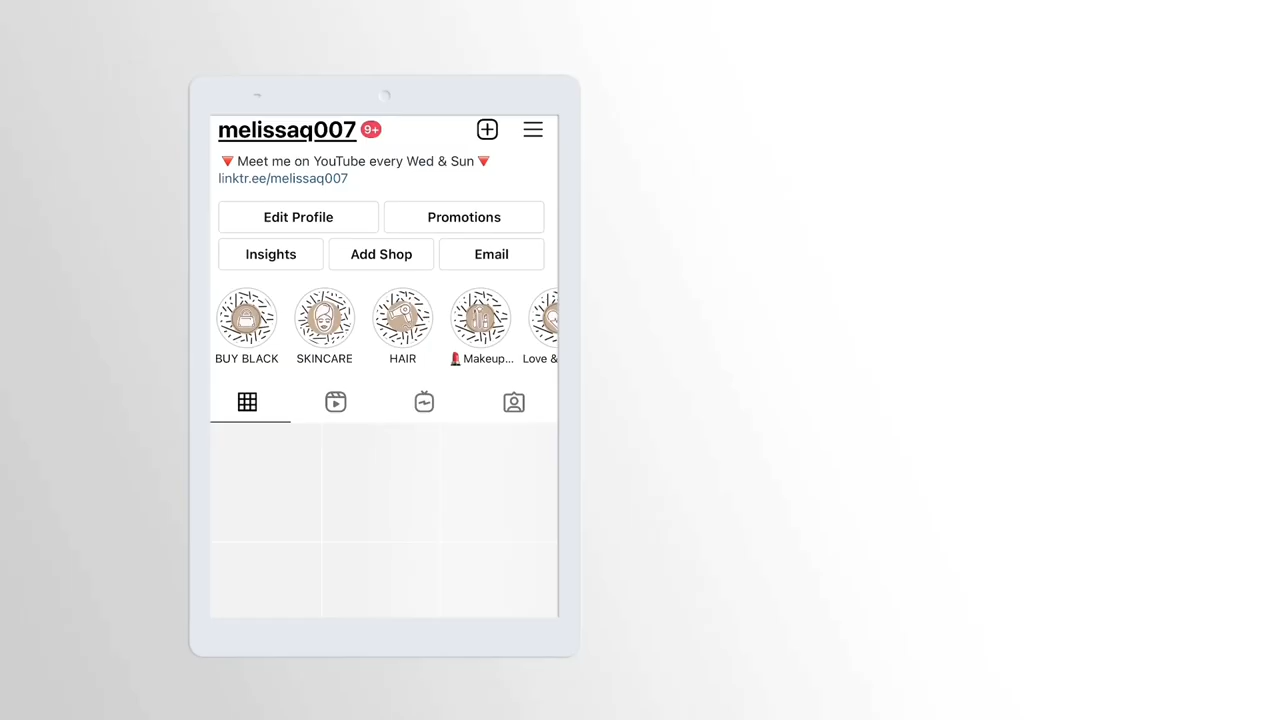 melissaq007 9+
🔻Meet me on YouTube every Wed & Sun🔻
linktr.ee/melissaq007
Edit Profile Promotions
Insights Add Shop Email
BUY BLACK SKINCARE HAIR 💄Makeup... Love &